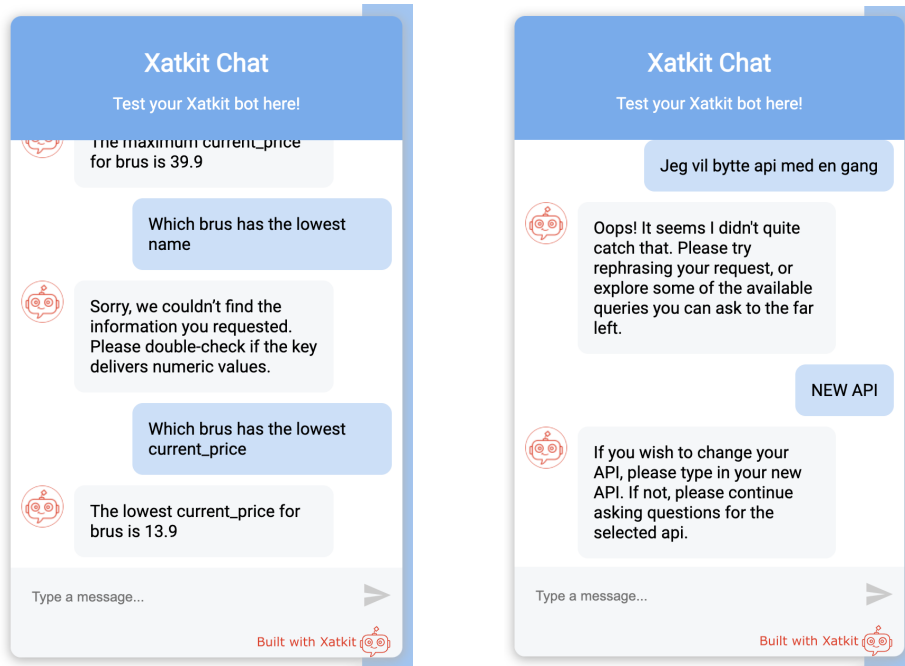 Xatkit Chat
Test your Xatkit bot here!
The maximum current_price
for brus is 39.9
Which brus has the lowest
name
Sorry, we couldn’t find the
information you requested.
Please double-check if the key
delivers numeric values.
Which brus has the lowest
current_price
The lowest current_price for
brus is 13.9
Type a message...
Built with Xatkit
Xatkit Chat
Test your Xatkit bot here!
Jeg vil bytte api med en gang
Oops! It seems I didn't quite
catch that. Please try
rephrasing your request, or
explore some of the available
queries you can ask to the far
left.
NEW API
If you wish to change your
API, please type in your new
API. If not, please continue
asking questions for the
selected api.
Type a message...
Built with Xatkit